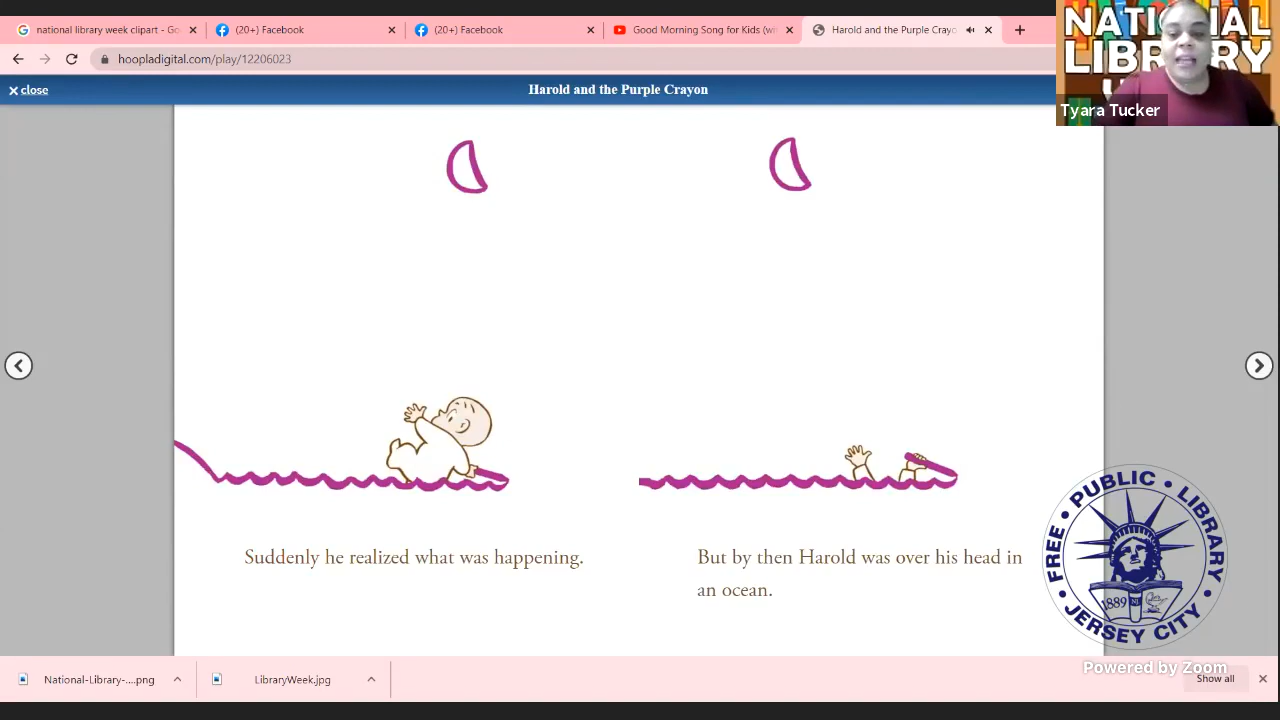 national library week clipart - Go
(20+) Facebook
(20+) Facebook
Good Morning Song for Kids (wi
Harold and the Purple Crayo
hoopladigital.com/play/12206023
close
Harold and the Purple Crayon
NATIONAL
LIBRARY
Tyara Tucker
Suddenly he realized what was happening.
But by then Harold was over his head in
an ocean.
FREE • PUBLIC • LIBRARY
1889 NJ
JERSEY CITY
Powered by Zoom
National-Library-....png
LibraryWeek.jpg
Show all